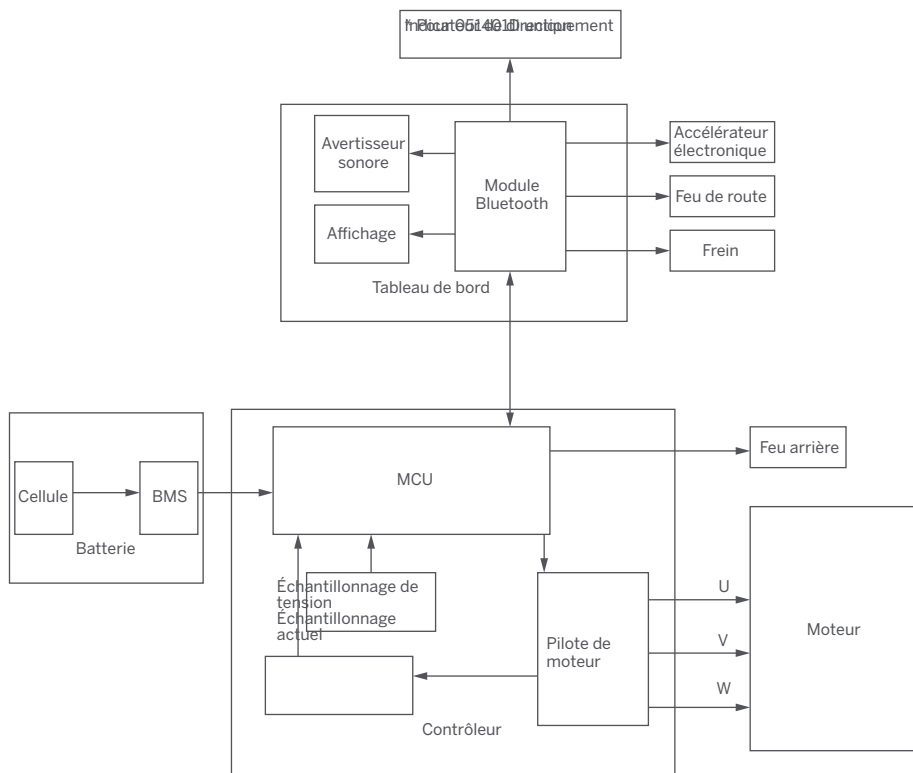 Avertisseur
sonore
Affichage
Module
Bluetooth
Accélérateur
électronique
Feu de route
Frein
Tableau de bord
Cellule
BMS
Batterie
MCU
Feu arrière
Échantillonnage de
tension
Échantillonnage
actuel
Pilote de
moteur
Contrôleur
U
V
W
Moteur